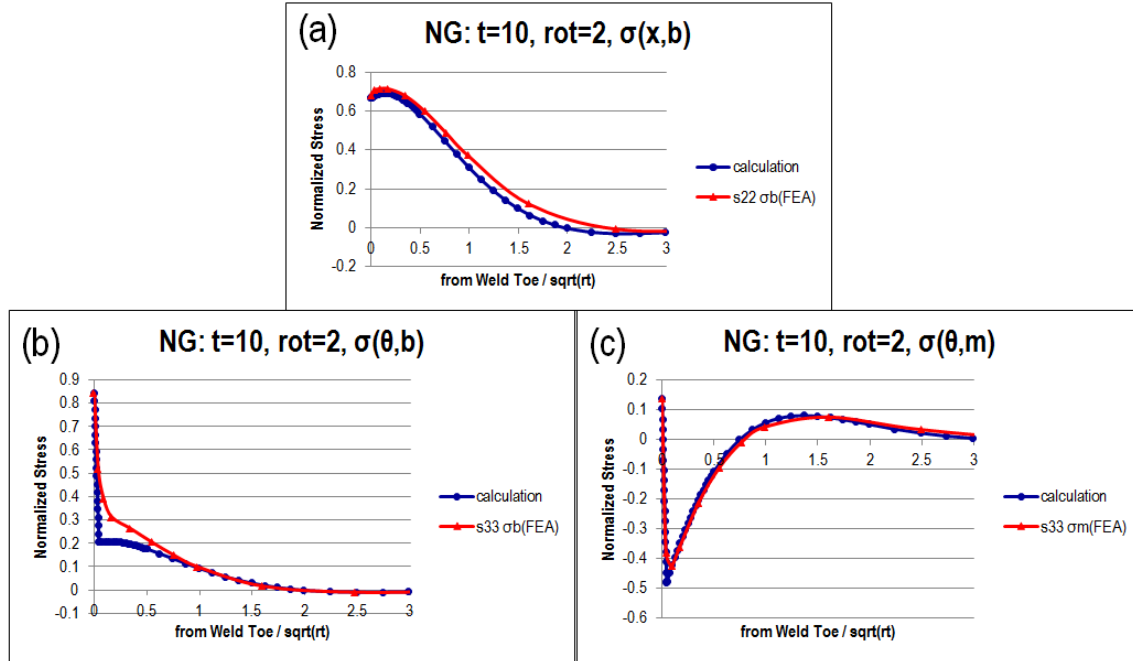 (a)
NG: t=10, rot=2, σ(x,b)
Normalized Stress
0.8
0.6
0.4
0.2
0
-0.2
0 0.5 1 1.5 2 2.5 3
from Weld Toe / sqrt(rt)
calculation
s22 σb(FEA)
(b)
NG: t=10, rot=2, σ(θ,b)
Normalized Stress
0.9
0.8
0.7
0.6
0.5
0.4
0.3
0.2
0.1
0
-0.1
0 0.5 1 1.5 2 2.5 3
from Weld Toe / sqrt(rt)
calculation
s33 σb(FEA)
(c)
NG: t=10, rot=2, σ(θ,m)
Normalized Stress
0.2
0.1
0
-0.1
-0.2
-0.3
-0.4
-0.5
-0.6
0 0.5 1 1.5 2 2.5 3
from Weld Toe / sqrt(rt)
calculation
s33 σm(FEA)